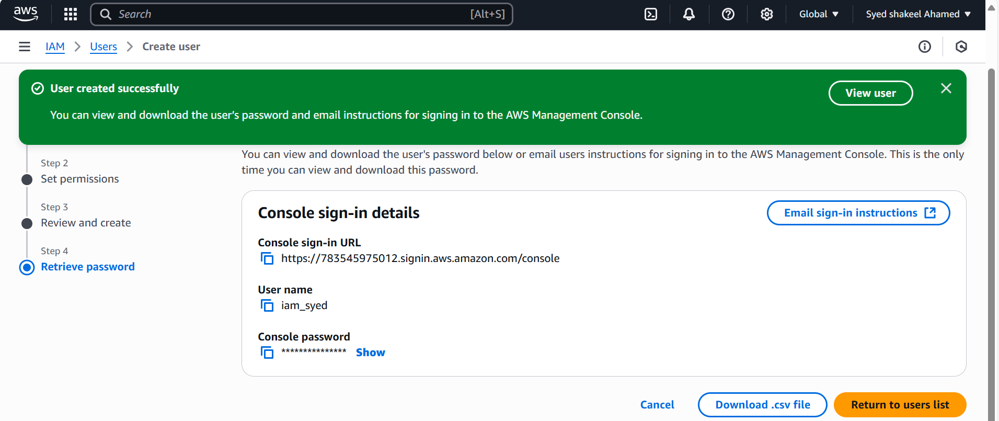 aws
Search [Alt+S]
Global
Syed shakeel Ahamed
IAM
Users
Create user
User created successfully
View user
You can view and download the user’s password and email instructions for signing in to the AWS Management Console.
Step 2
Set permissions
Step 3
Review and create
Step 4
Retrieve password
You can view and download the user's password below or email users instructions for signing in to the AWS Management Console. This is the only
time you can view and download this password.
Console sign-in details
Email sign-in instructions
Console sign-in URL
https://783545975012.signin.aws.amazon.com/console
User name
iam_syed
Console password
*************** Show
Cancel
Download .csv file
Return to users list